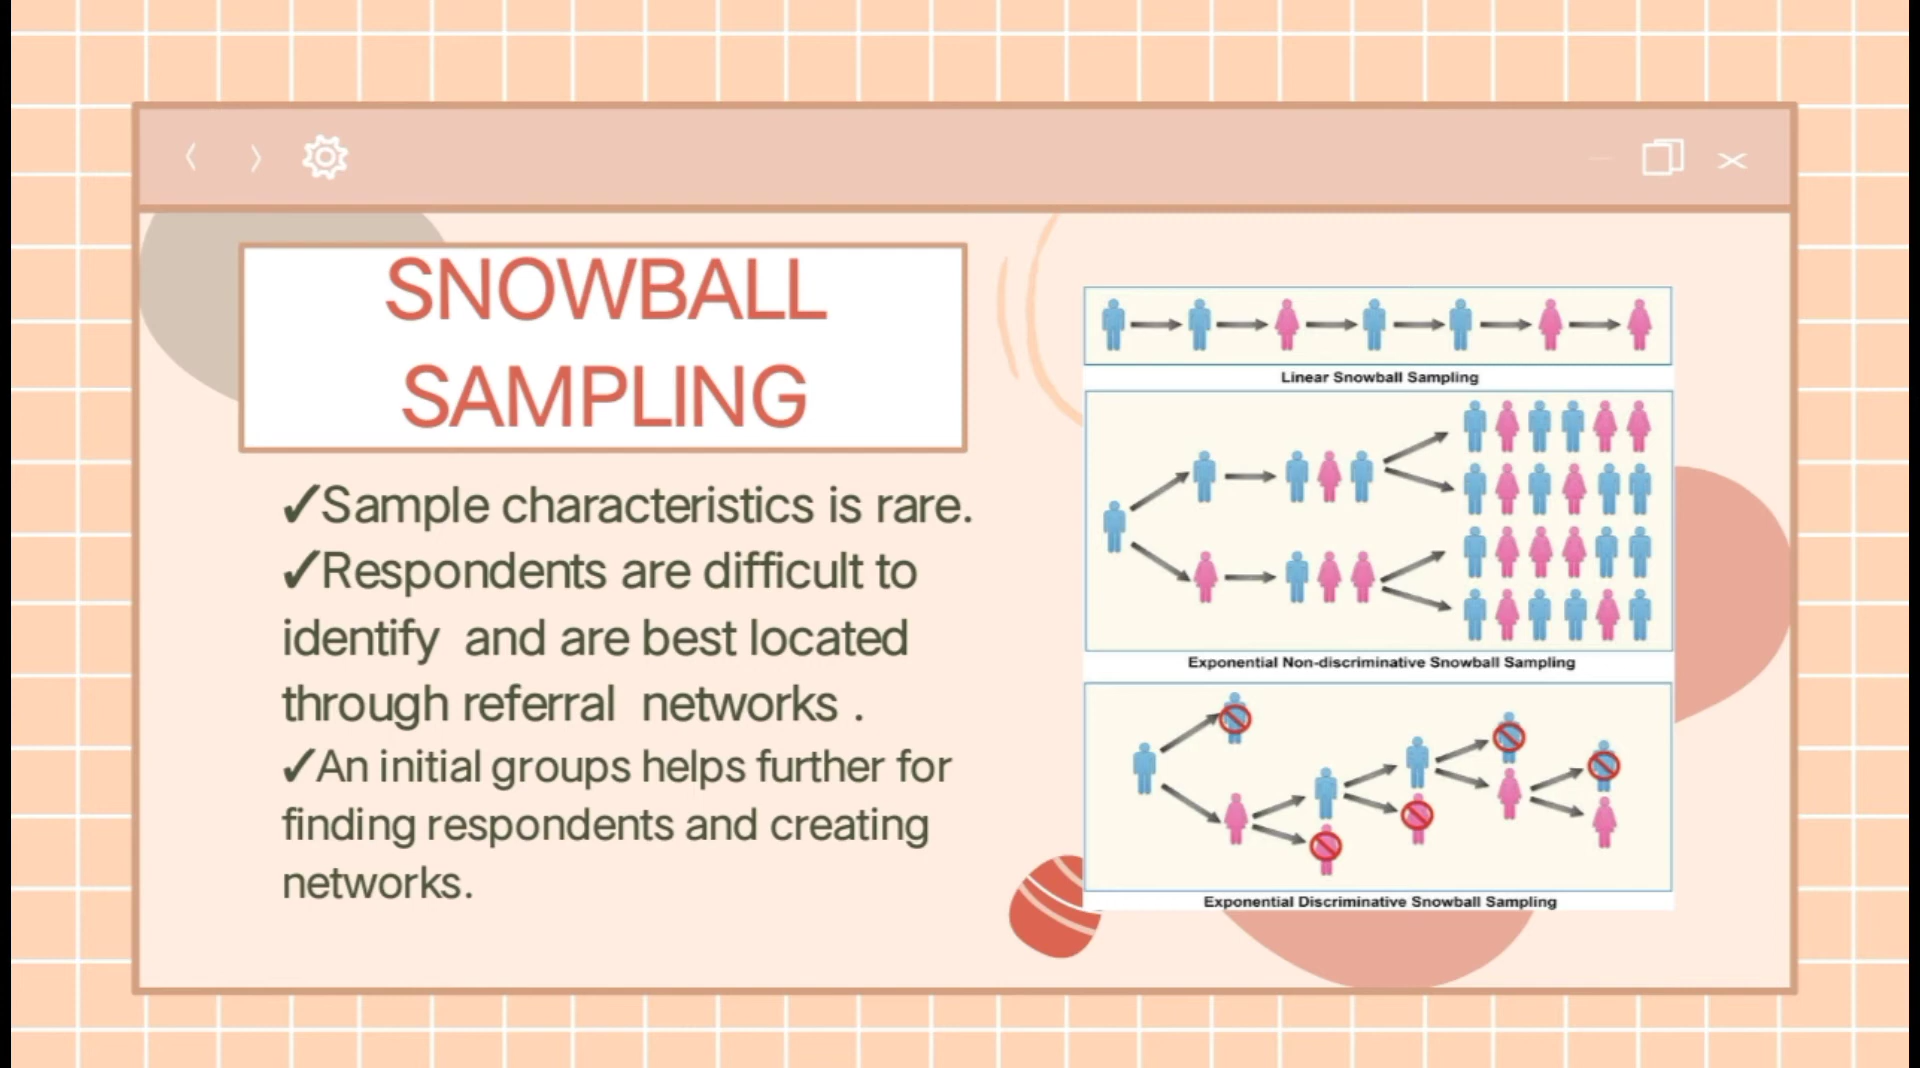 SNOWBALL
SAMPLING
✓Sample characteristics is rare.
✓Respondents are difficult to
identify  and are best located
through referral  networks .
✓An initial groups helps further for
finding respondents and creating
networks.
Linear Snowball Sampling
Exponential Non-discriminative Snowball Sampling
Exponential Discriminative Snowball Sampling